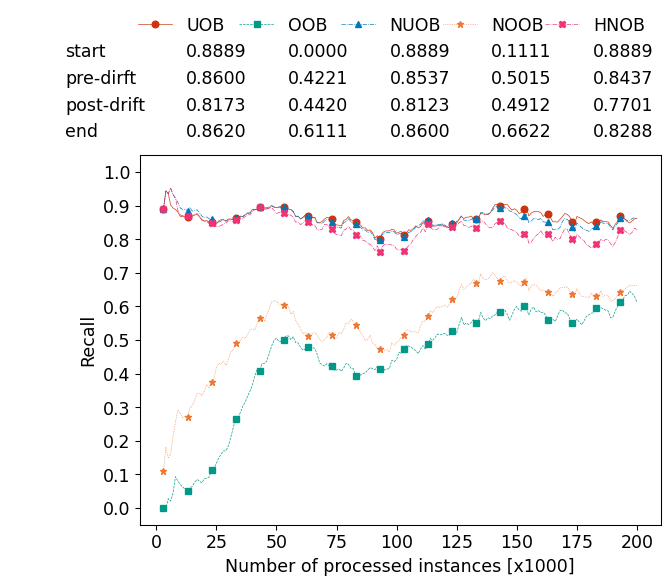 UOB OOB NUOB NOOB HNOB
start 0.8889 0.0000 0.8889 0.1111 0.8889
pre-dirft 0.8600 0.4221 0.8537 0.5015 0.8437
post-drift 0.8173 0.4420 0.8123 0.4912 0.7701
end 0.8620 0.6111 0.8600 0.6622 0.8288
1.0
0.9
0.8
0.7
0.6
0.5
0.4
0.3
0.2
0.1
0.0
Recall
0 25 50 75 100 125 150 175 200
Number of processed instances [x1000]